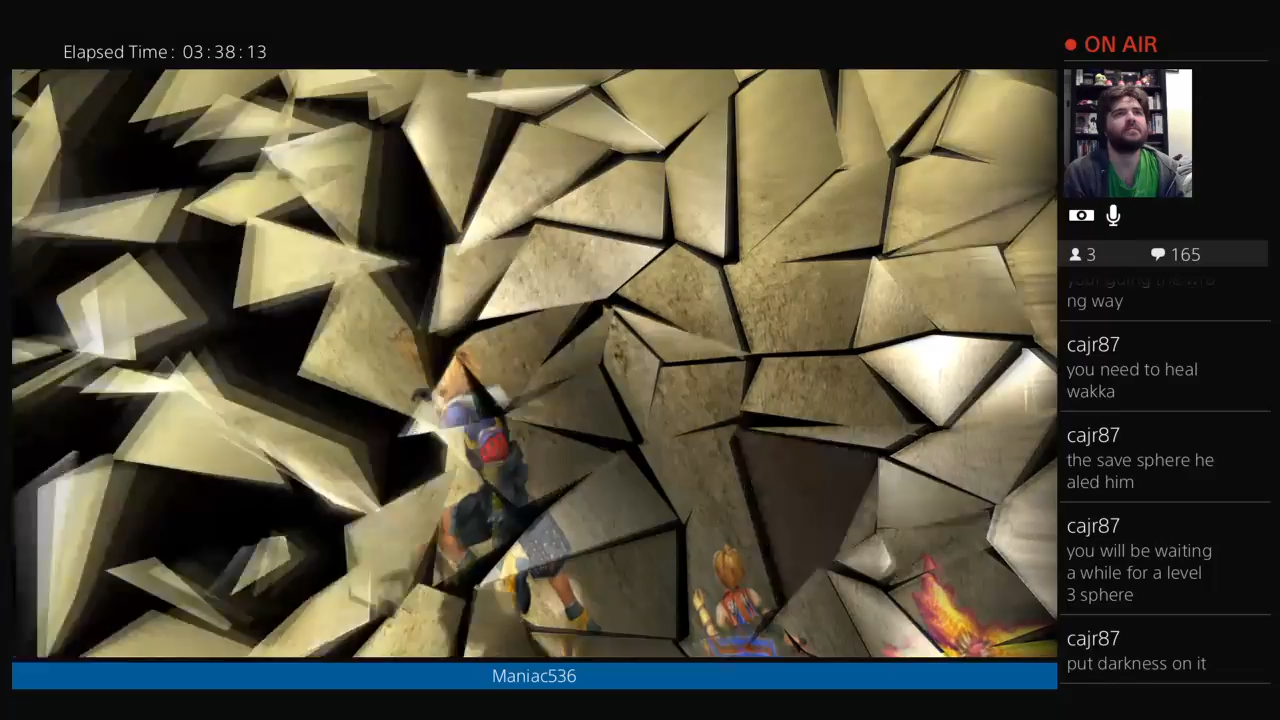 Elapsed Time: 03:38:13
ON AIR
3 165
ng way
cajr87
you need to heal
wakka
cajr87
the save sphere he
aled him
cajr87
you will be waiting
a while for a level
3 sphere
cajr87
put darkness on it
Maniac536